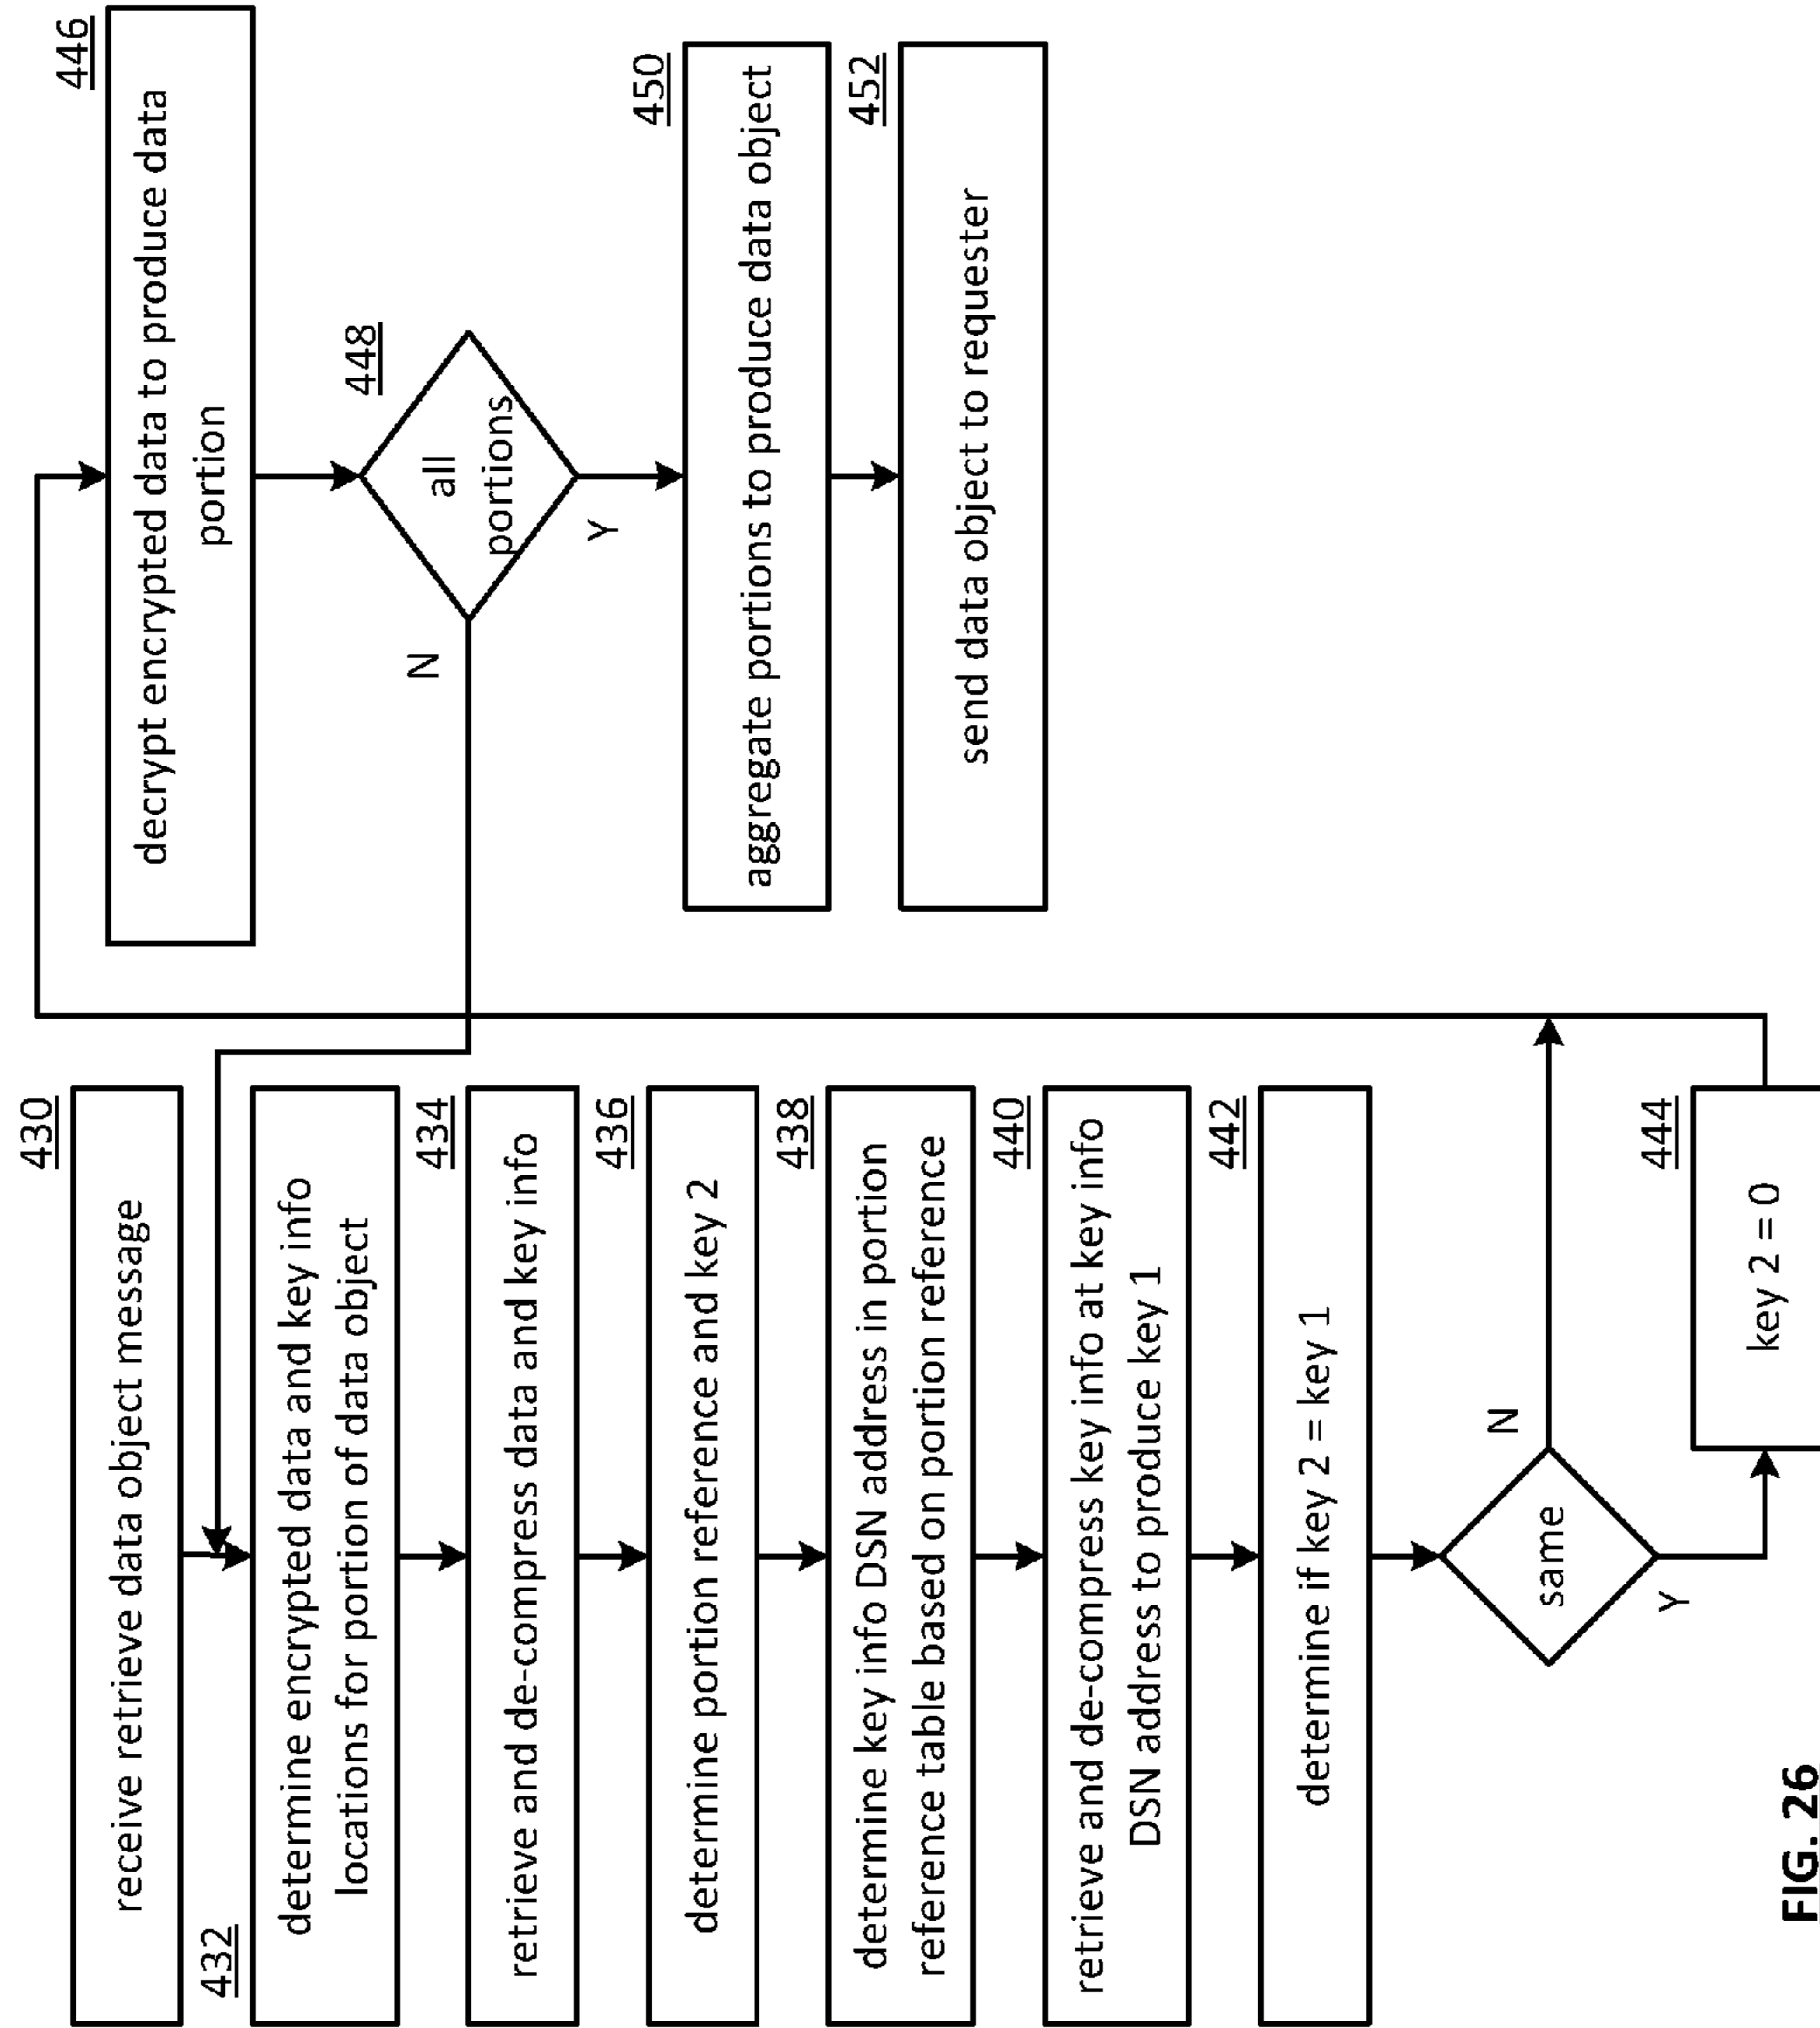 430
receive retrieve data object message
432
determine encrypted data and key info
locations for portion of data object
434
retrieve and de-compress data and key info
436
determine portion reference and key 2
438
determine key info DSN address in portion
reference table based on portion reference
440
retrieve and de-compress key info at key info
DSN address to produce key 1
442
determine if key 2 = key 1
same
N
Y
444
key 2 = 0
446
decrypt encrypted data to produce data
portion
448
all
portions
N
Y
450
aggregate portions to produce data object
452
send data object to requester
FIG. 26